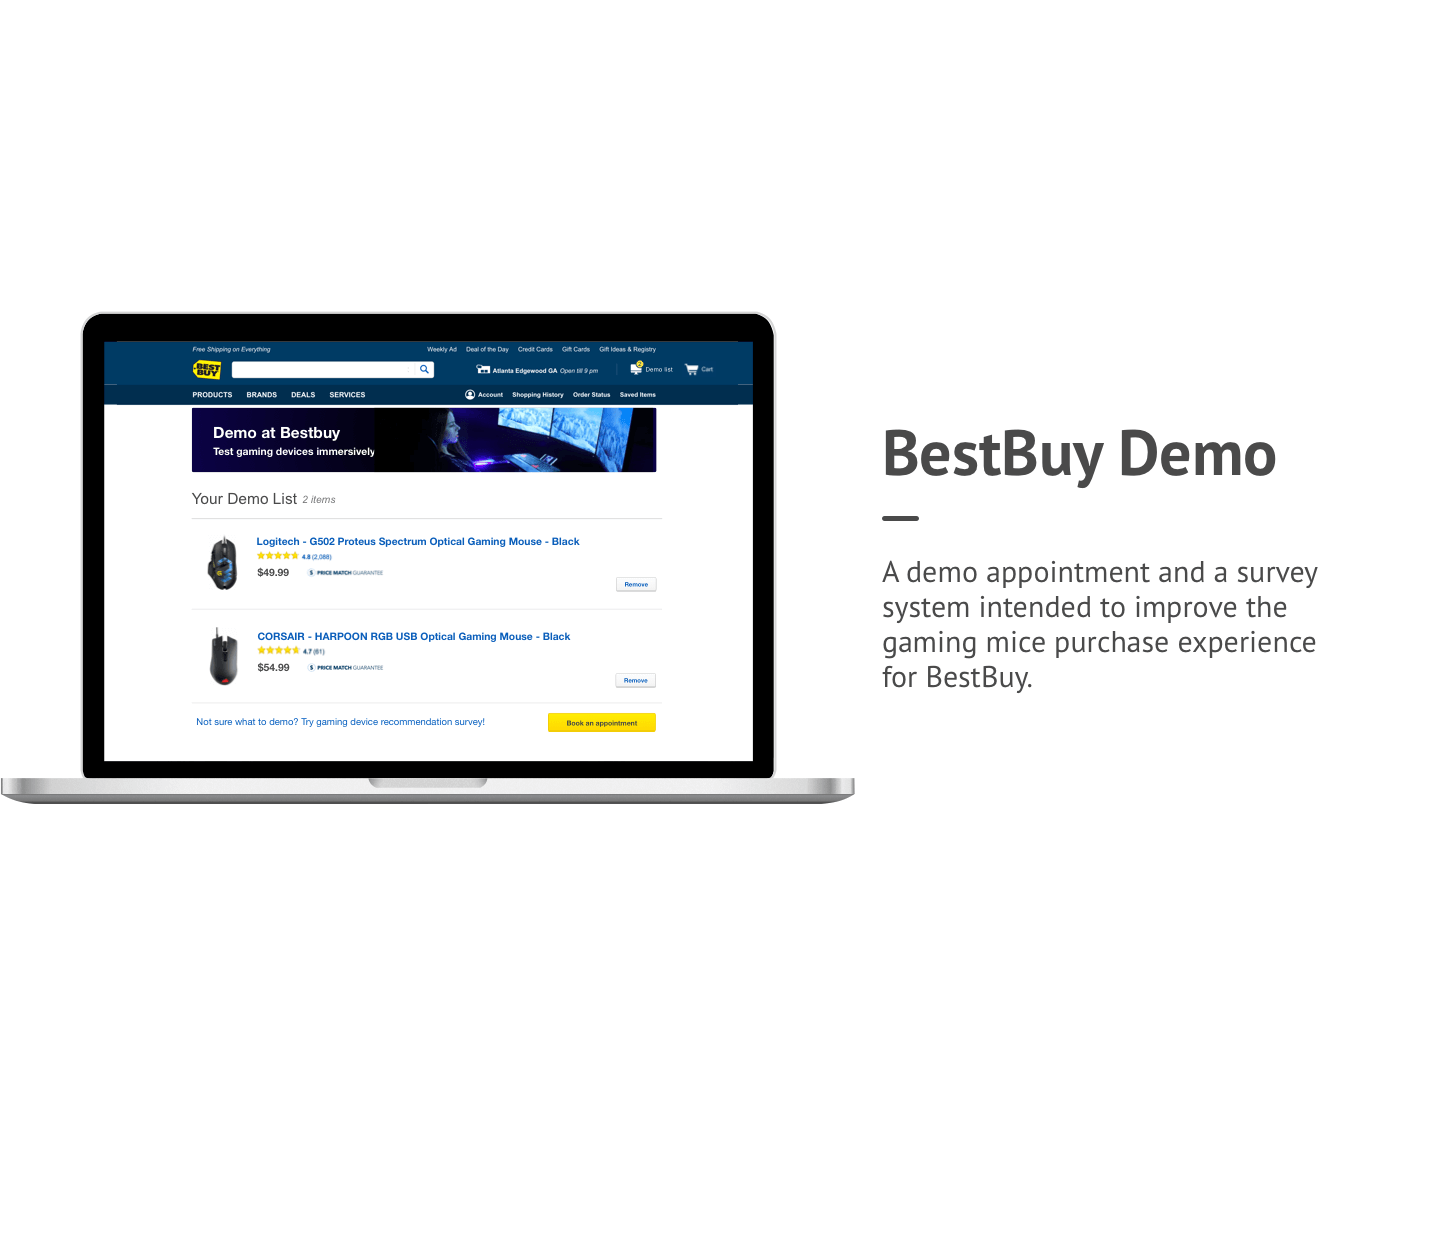 Free Shipping on Everything
Weekly Ad Deal of the Day Credit Cards Gift Cards Gift Ideas & Registry
BEST BUY
Atlanta Edgewood GA Open till 9 pm
2
Demo list
Cart
PRODUCTS BRANDS DEALS SERVICES
Account Shopping History Order Status Saved Items
Demo at Bestbuy
Test gaming devices immersively
Your Demo List 2 items
Logitech - G502 Proteus Spectrum Optical Gaming Mouse - Black
4.8 (2,088)
$49.99 $ PRICE MATCH GUARANTEE
Remove
CORSAIR - HARPOON RGB USB Optical Gaming Mouse - Black
4.7 (61)
$54.99 $ PRICE MATCH GUARANTEE
Remove
Not sure what to demo? Try gaming device recommendation survey!
Book an appointment
BestBuy Demo
A demo appointment and a survey
system intended to improve the
gaming mice purchase experience
for BestBuy.